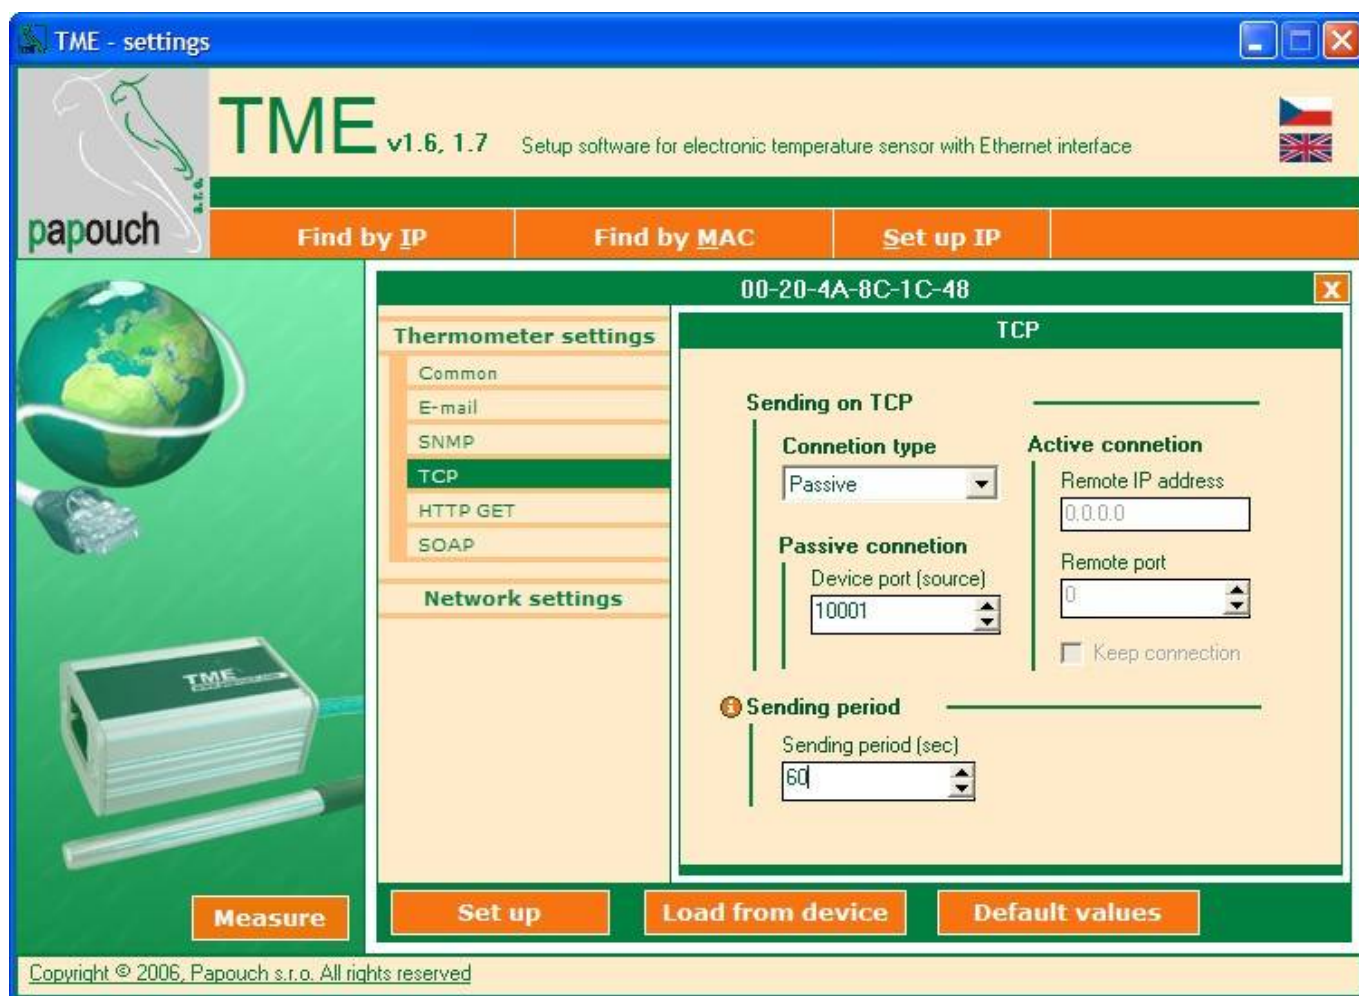 TME - settings
TME v1.6, 1.7 Setup software for electronic temperature sensor with Ethernet interface
papouch s.r.o.
Find by IP Find by MAC Set up IP
00-20-4A-8C-1C-48
X
Thermometer settings
Common
E-mail
SNMP
TCP
HTTP GET
SOAP
Network settings
TCP
Sending on TCP
Connetion type
Passive
Passive connetion
Device port (source)
10001
Active connetion
Remote IP address
0.0.0.0
Remote port
0
Keep connection
Sending period
Sending period (sec)
60
TME
Measure
Set up Load from device Default values
Copyright © 2006, Papouch s.r.o. All rights reserved